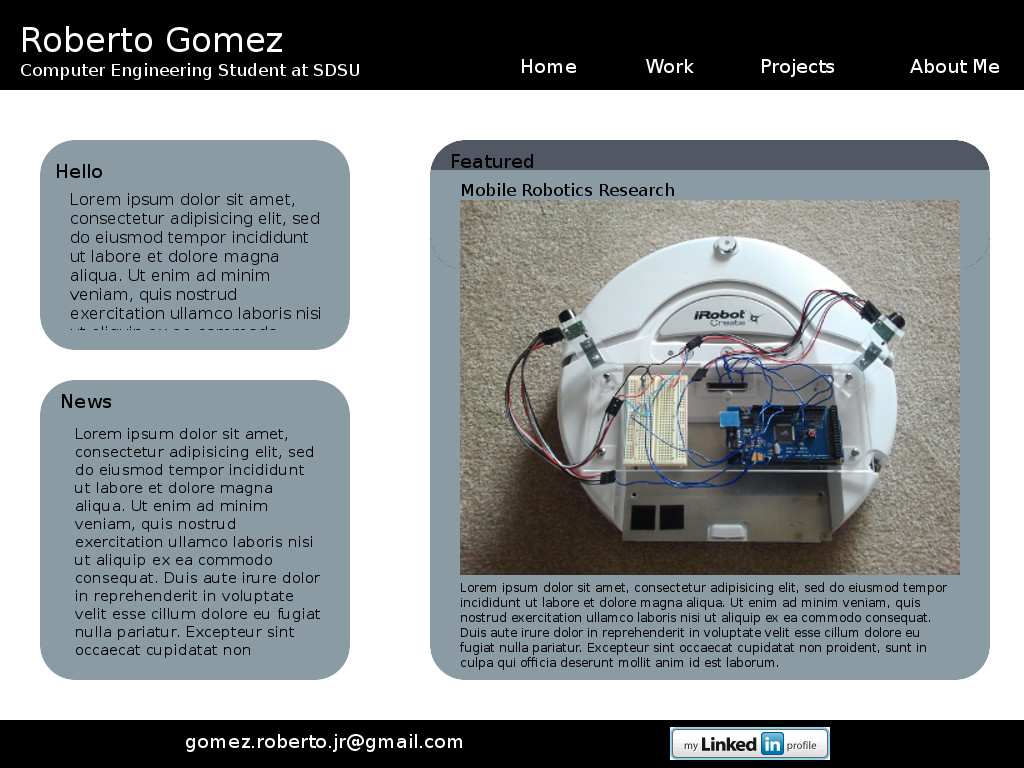 Roberto Gomez
Computer Engineering Student at SDSU
Home Work Projects About Me
Hello
Lorem ipsum dolor sit amet,
consectetur adipisicing elit, sed
do eiusmod tempor incididunt
ut labore et dolore magna
aliqua. Ut enim ad minim
veniam, quis nostrud
exercitation ullamco laboris nisi
ut aliquip ex ea commodo
News
Lorem ipsum dolor sit amet,
consectetur adipisicing elit, sed
do eiusmod tempor incididunt
ut labore et dolore magna
aliqua. Ut enim ad minim
veniam, quis nostrud
exercitation ullamco laboris nisi
ut aliquip ex ea commodo
consequat. Duis aute irure dolor
in reprehenderit in voluptate
velit esse cillum dolore eu fugiat
nulla pariatur. Excepteur sint
occaecat cupidatat non
Featured
Mobile Robotics Research
iRobot
Create
Lorem ipsum dolor sit amet, consectetur adipisicing elit, sed do eiusmod tempor
incididunt ut labore et dolore magna aliqua. Ut enim ad minim veniam, quis
nostrud exercitation ullamco laboris nisi ut aliquip ex ea commodo consequat.
Duis aute irure dolor in reprehenderit in voluptate velit esse cillum dolore eu
fugiat nulla pariatur. Excepteur sint occaecat cupidatat non proident, sunt in
culpa qui officia deserunt mollit anim id est laborum.
gomez.roberto.jr@gmail.com
my Linked in profile